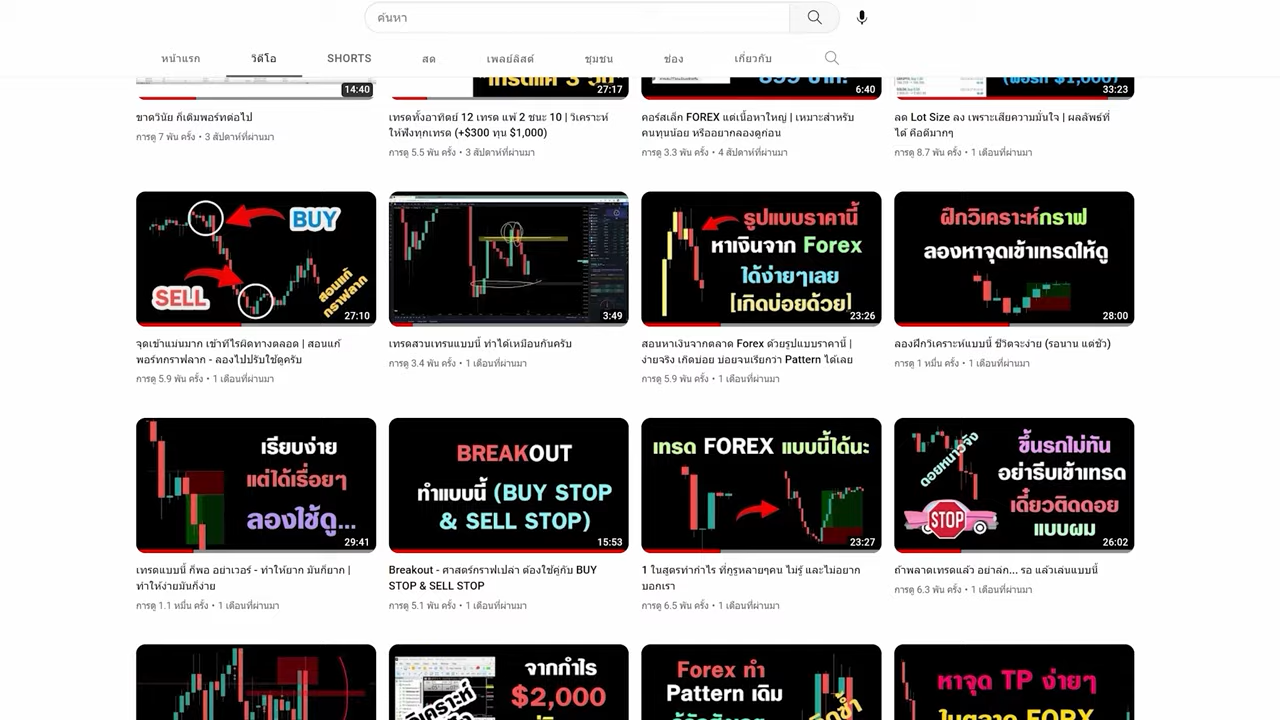 ค้นหา
หน้าแรก
วิดีโอ
SHORTS
สด
เพลย์ลิสต์
ชุมชน
ช่อง
เกี่ยวกับ
14:40
27:17
6:40
33:23
ขาดวินัย ก็เติมพอร์ทต่อไป
การดู 7 พัน ครั้ง • 3 สัปดาห์ที่ผ่านมา
เทรดทั้งอาทิตย์ 12 เทรด แพ้ 2 ชนะ 10 | วิเคราะห์
ให้ฟังทุกเทรด (+$300 ทุน $1,000)
การดู 5.5 พัน ครั้ง • 3 สัปดาห์ที่ผ่านมา
คอร์สเล็ก FOREX แต่เนื้อหาใหญ่ | เหมาะสำหรับ
คนทุนน้อย หรืออยากลองดูก่อน
การดู 3.3 พัน ครั้ง • 4 สัปดาห์ที่ผ่านมา
ลด Lot Size ลง เพราะเสียความมั่นใจ | ผลลัพธ์ที่
ได้ คือดีมากๆ
การดู 8.7 พัน ครั้ง • 1 เดือนที่ผ่านมา
BUY
SELL
สอนแก้
กราฟลาก
27:10
3:49
รูปแบบราคานี้
หาเงินจาก Forex
ได้ง่ายๆเลย
[เกิดบ่อยด้วย]
23:26
ฝึกวิเคราะห์กราฟ
ลองหาจุดเข้าเทรดให้ดู
28:00
จุดเข้าแม่นมาก เข้าทีไรผิดทางตลอด | สอนแก้
พอร์ทกราฟลาก - ลองไปปรับใช้ดูครับ
การดู 5.9 พัน ครั้ง • 1 เดือนที่ผ่านมา
เทรดสวนเทรนแบบนี้ ทำได้เหมือนกันครับ
การดู 3.4 พัน ครั้ง • 1 เดือนที่ผ่านมา
สอนหาเงินจากตลาด Forex ด้วยรูปแบบราคานี้ |
ง่ายจริง เกิดบ่อย บ่อยจนเรียกว่า Pattern ได้เลย
การดู 5.9 พัน ครั้ง • 1 เดือนที่ผ่านมา
ลองฝึกวิเคราะห์แบบนี้ ชีวิตจะง่าย (รอนาน แต่ชัว)
การดู 1 หมื่น ครั้ง • 1 เดือนที่ผ่านมา
เรียบง่าย
แต่ได้เรื่อยๆ
ลองใช้ดู...
29:41
BREAKOUT
ทำแบบนี้ (BUY STOP
& SELL STOP)
15:53
เทรด FOREX แบบนี้ได้นะ
23:27
ดอยหนาวจัง
ขึ้นรถไม่ทัน
อย่ารีบเข้าเทรด
เดี๋ยวติดดอย
แบบผม
STOP
26:02
เทรดแบบนี้ ก็พอ อย่าเวอร์ - ทำให้ยาก มันก็ยาก |
ทำให้ง่ายมันก็ง่าย
การดู 1.1 หมื่น ครั้ง • 1 เดือนที่ผ่านมา
Breakout - ศาสตร์กราฟเปล่า ต้องใช้คู่กับ BUY
STOP & SELL STOP
การดู 5.1 พัน ครั้ง • 1 เดือนที่ผ่านมา
1 ในสูตรทำกำไร ที่กูรูหลายๆคน ไม่รู้ และไม่อยาก
บอกเรา
การดู 6.5 พัน ครั้ง • 1 เดือนที่ผ่านมา
ถ้าพลาดเทรดแล้ว อย่าล่ก... รอ แล้วเล่นแบบนี้
การดู 6.3 พัน ครั้ง • 1 เดือนที่ผ่านมา
จากกำไร
$2,000
Forex ทำ
Pattern เดิม
หาจุด TP ง่ายๆ